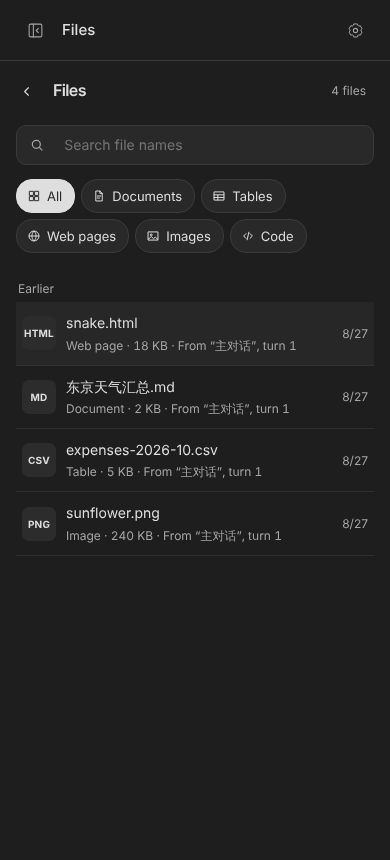 Files
Files
4 files
Search file names
All
Documents
Tables
Web pages
Images
Code
Earlier
HTML
snake.html
8/27
Web page · 18 KB · From “主对话”, turn 1
MD
东京天气汇总.md
8/27
Document · 2 KB · From “主对话”, turn 1
CSV
expenses-2026-10.csv
8/27
Table · 5 KB · From “主对话”, turn 1
PNG
sunflower.png
8/27
Image · 240 KB · From “主对话”, turn 1